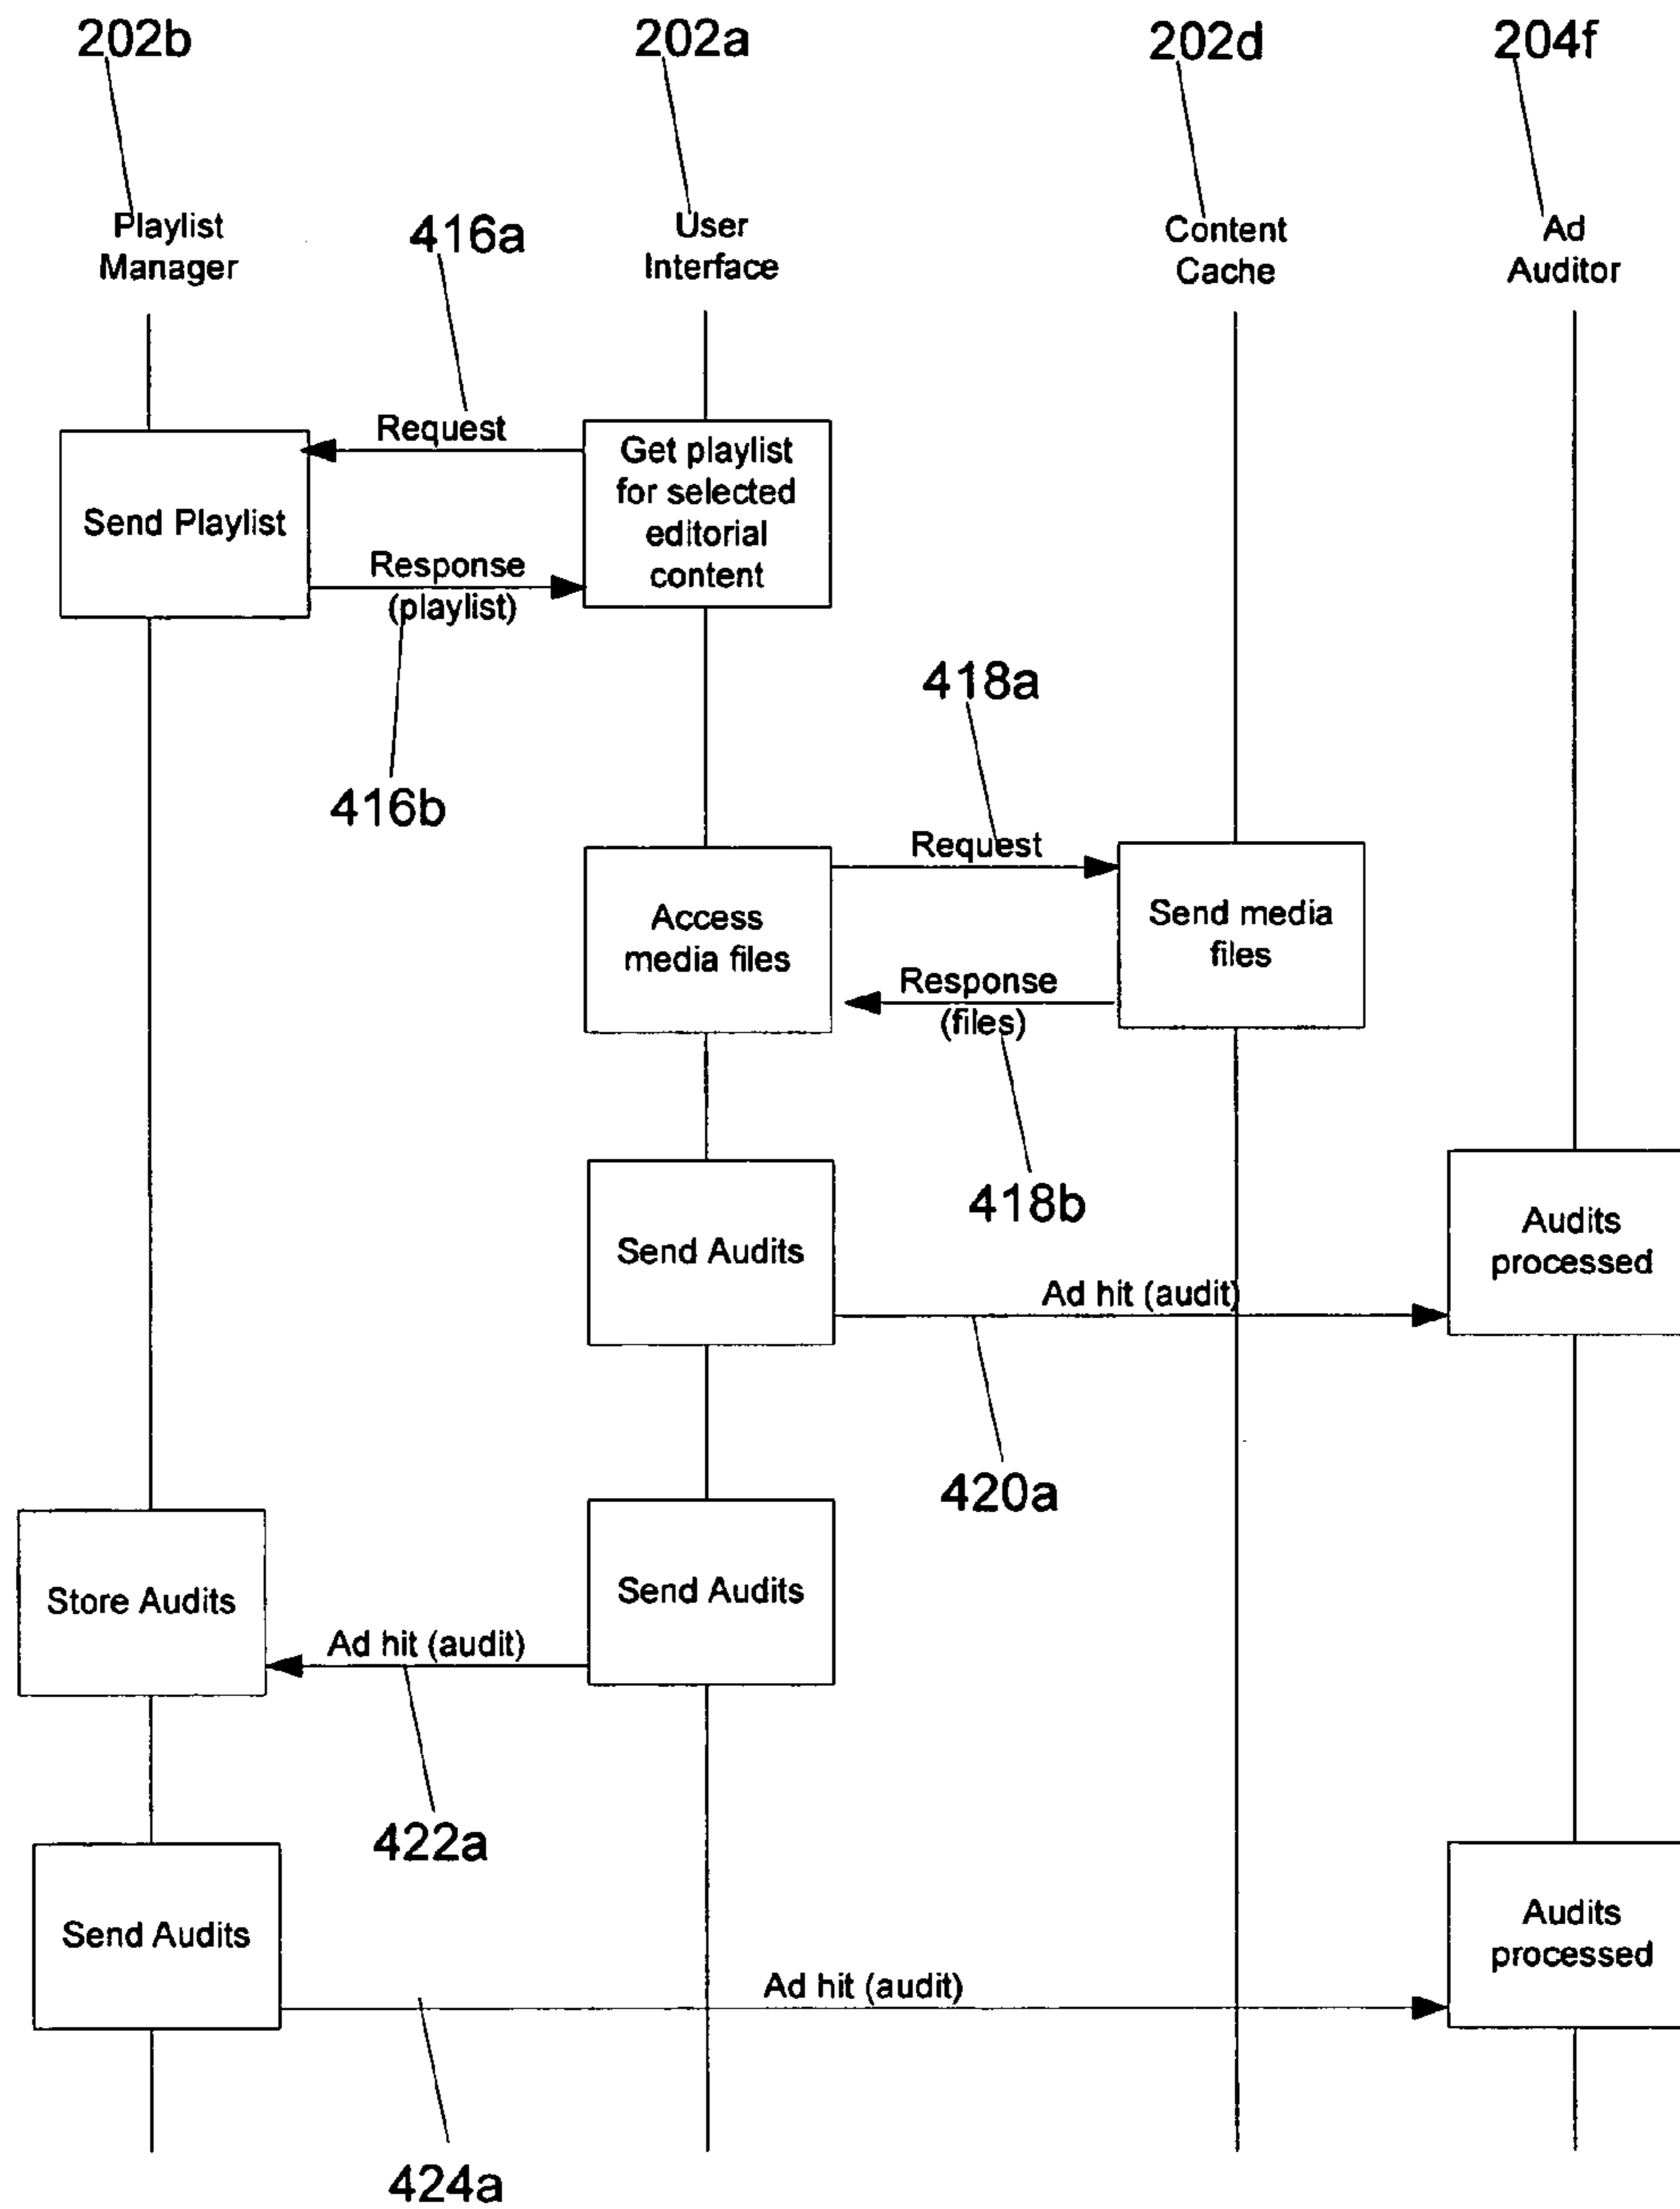 202b
202a
202d
204f
Playlist
Manager
416a
User
Interface
Content
Cache
Ad
Auditor
Request
Get playlist
for selected
editorial
content
Send Playlist
Response
(playlist)
416b
418a
Request
Access
media files
Send media
files
Response
(files)
418b
Send Audits
Audits
processed
Ad hit (audit)
420a
Store Audits
Send Audits
Ad hit (audit)
422a
Send Audits
Audits
processed
Ad hit (audit)
424a